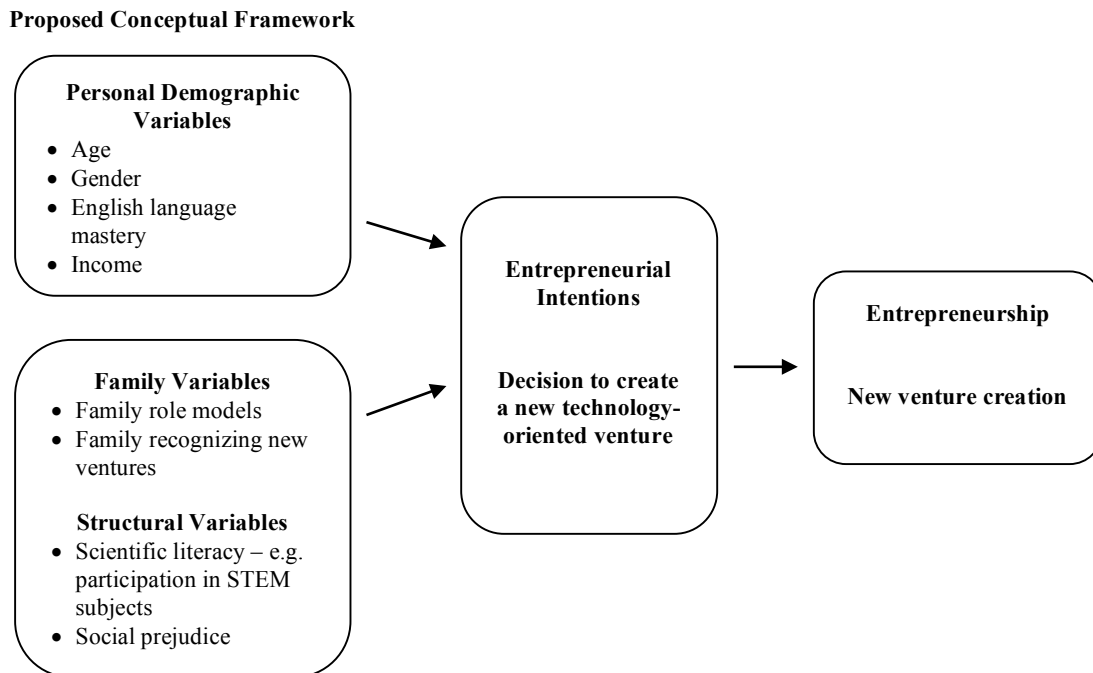 Proposed Conceptual Framework
Personal Demographic
Variables
• Age
• Gender
• English language
mastery
• Income
Family Variables
• Family role models
• Family recognizing new
ventures
Structural Variables
• Scientific literacy – e.g.
participation in STEM
subjects
• Social prejudice
Entrepreneurial
Intentions
Decision to create
a new technology-
oriented venture
Entrepreneurship
New venture creation